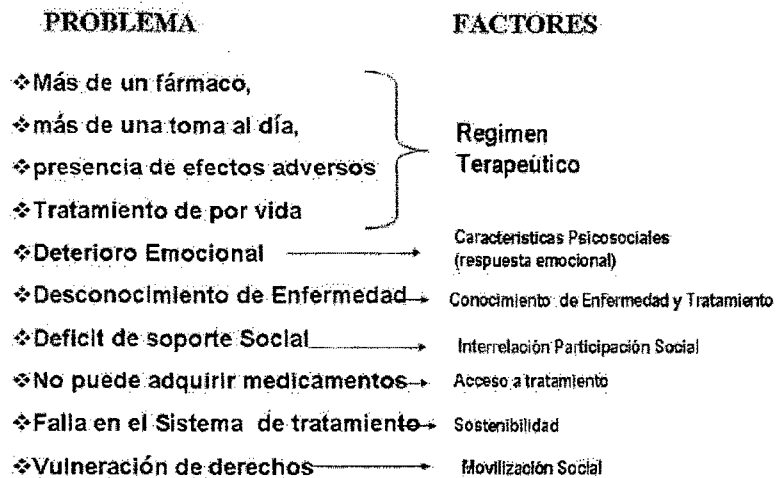 PROBLEMA FACTORES
❖Más de un fármaco,
❖más de una toma al día,
❖presencia de efectos adversos
❖Tratamiento de por vida
Regimen
Terapeútico
❖Deterioro Emocional
Características Psicosociales
(respuesta emocional)
❖Desconocimiento de Enfermedad
Conocimiento de Enfermedad y Tratamiento
❖Deficit de soporte Social
Interrelación Participación Social
❖No puede adquirir medicamentos
Acceso a tratamiento
❖Falla en el Sistema de tratamiento
Sostenibilidad
❖Vulneración de derechos
Movilización Social